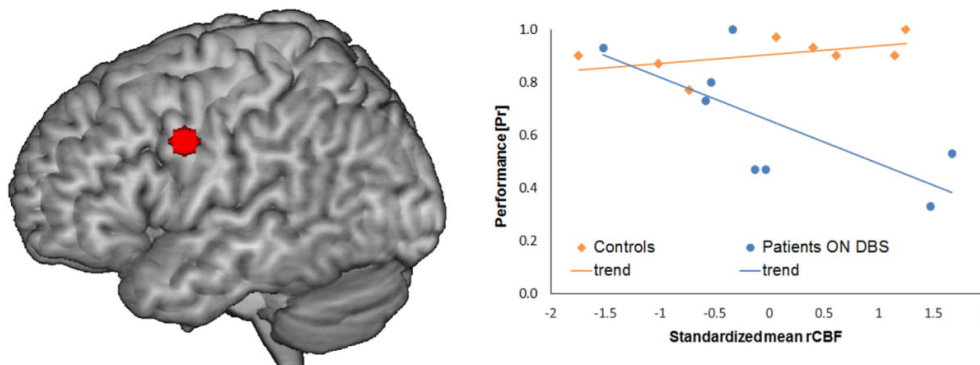 Performance [Pr]
1.0
0.8
0.6
0.4
0.2
0.0
Controls
Patients ON DBS
trend
trend
-2 -1.5 -1 -0.5 0 0.5 1 1.5
Standardized mean rCBF